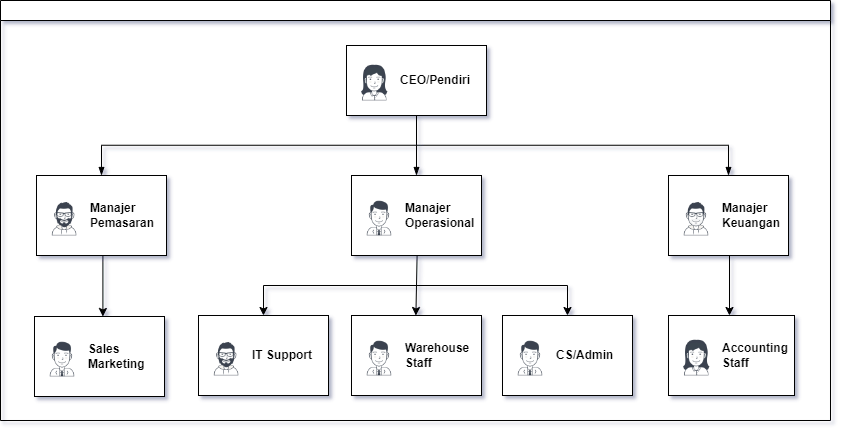 CEO/Pendiri
Manajer
Pemasaran
Manajer
Operasional
Manajer
Keuangan
Sales
Marketing
IT Support
Warehouse
Staff
CS/Admin
Accounting
Staff